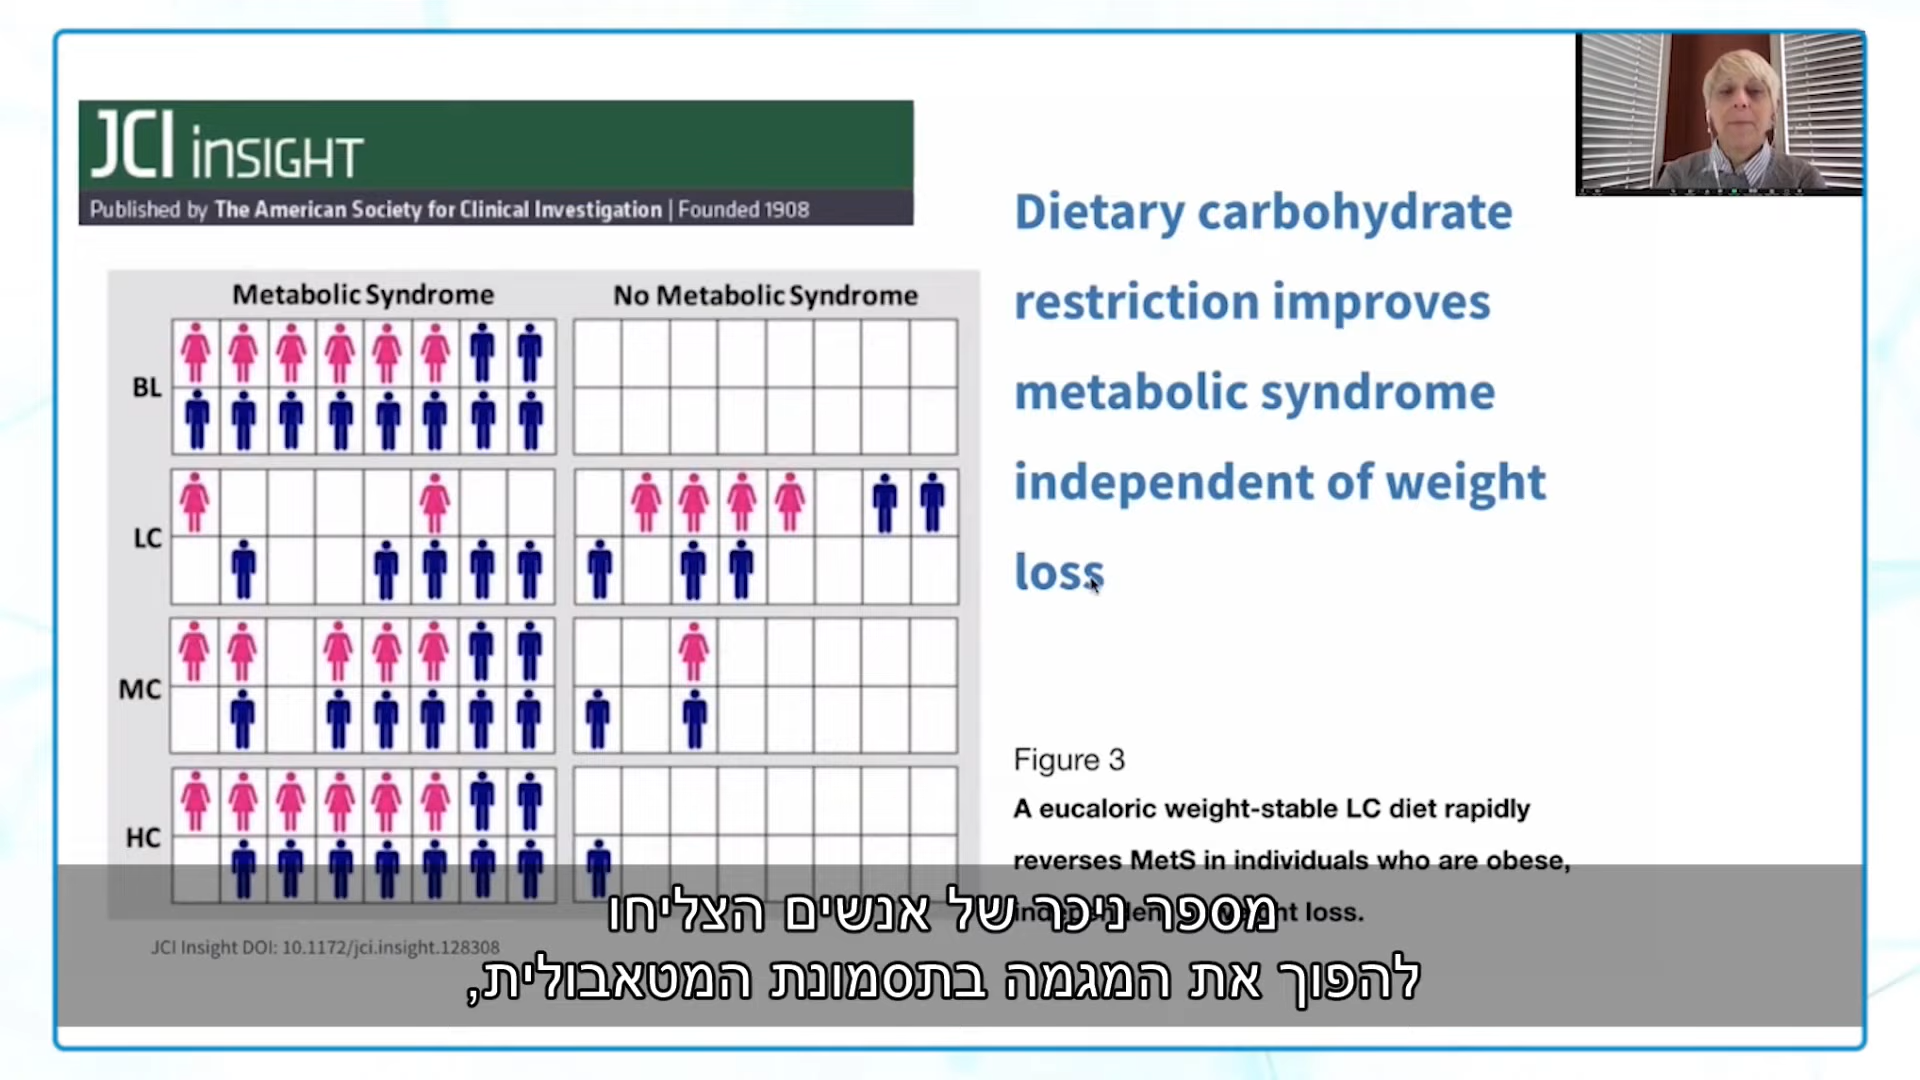 JCI inSIGHT
Published by The American Society for Clinical Investigation | Founded 1908
Metabolic Syndrome
No Metabolic Syndrome
BL
LC
MC
HC
JCI Insight DOI: 10.1172/jci.insight.128308
Dietary carbohydrate
restriction improves
metabolic syndrome
independent of weight
loss
Figure 3
A eucaloric weight-stable LC diet rapidly
reverses MetS in individuals who are obese,
loss.
מספר ניכר של אנשים הצליחו
להפוך את המגמה בתסמונת המטאבולית,